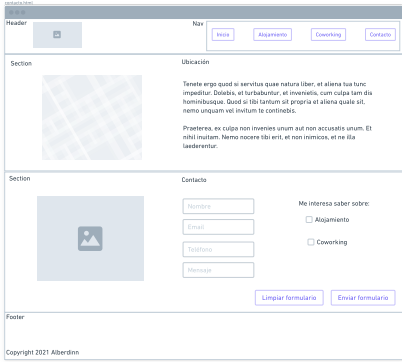 contacto.html
Header
Nav
Inicio
Alojamiento
Coworking
Contacto
Section
Ubicación
Tenete ergo quod si servitus quae natura liber, et aliena tua tunc
impeditur. Dolebis, et turbabuntur, et invenietis, cum culpa tam dis
hominibusque. Quod si tibi tantum sit propria et aliena quale sit,
nemo unquam vel invitum te continebis.
Praeterea, ex culpa non invenies unum aut non accusatis unum. Et
nihil inuitam. Nemo nocere tibi erit, et non inimicos, et ne illa
laederentur.
Section
Contacto
Nombre
Email
Teléfono
Mensaje
Me interesa saber sobre:
Alojamiento
Coworking
Limpiar formulario
Enviar formulario
Footer
Copyright 2021 Alberdinn